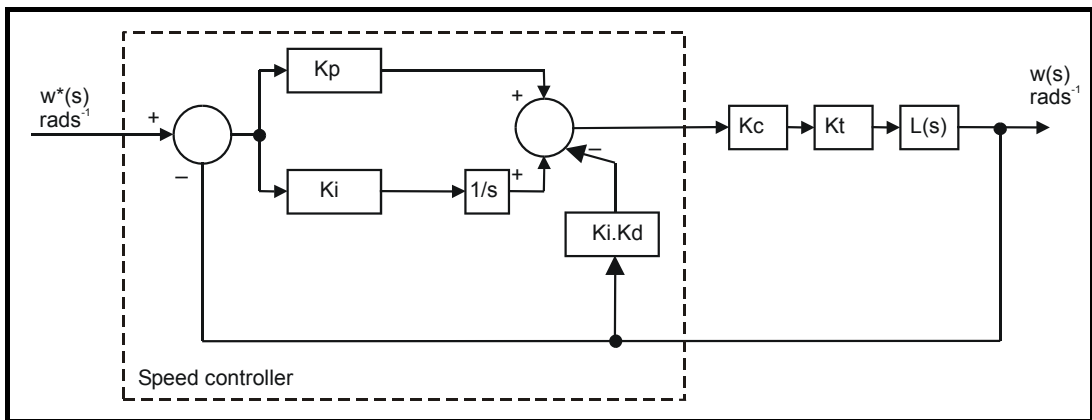 w*(s)
rads⁻¹
+
−
Kp
Ki
1/s
+
+
−
Ki.Kd
Kc
Kt
L(s)
w(s)
rads⁻¹
Speed controller